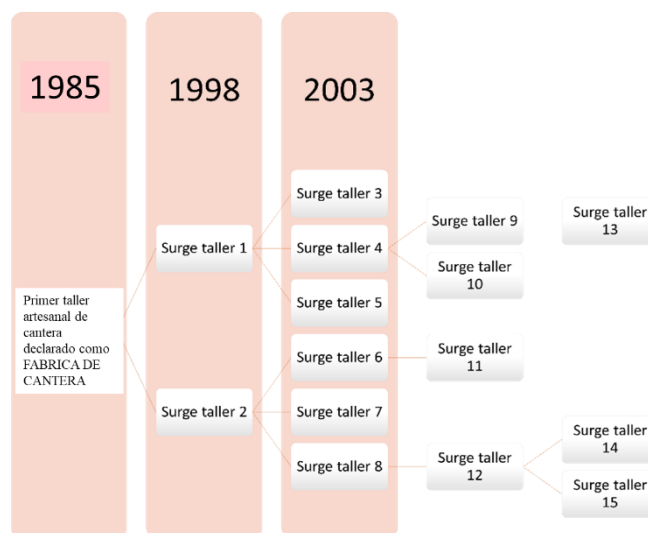 1985
1998
2003
Primer taller
artesanal de
cantera
declarado como
FABRICA DE
CANTERA
Surge taller 1
Surge taller 2
Surge taller 3
Surge taller 4
Surge taller 5
Surge taller 6
Surge taller 7
Surge taller 8
Surge taller 9
Surge taller
10
Surge taller
11
Surge taller
12
Surge taller
13
Surge taller
14
Surge taller
15